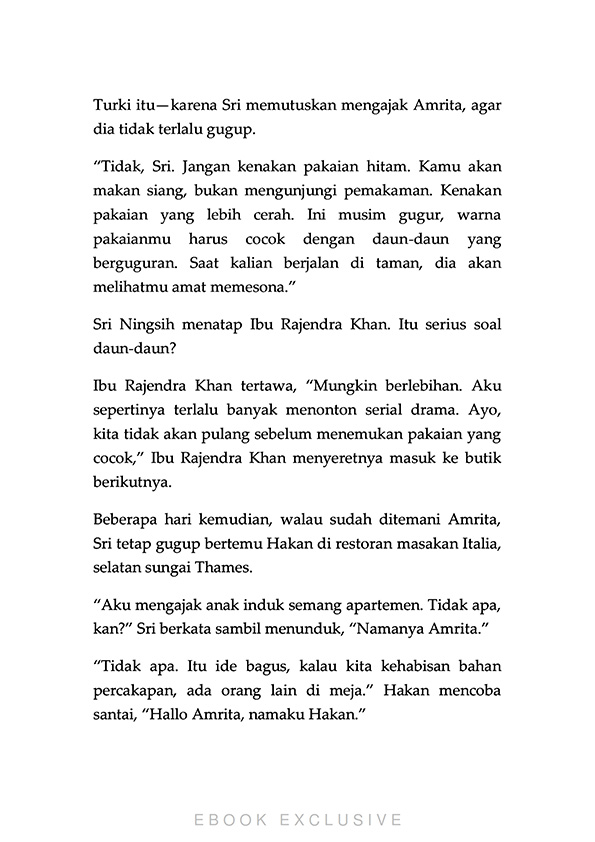 Turki itu—karena Sri memutuskan mengajak Amrita, agar
dia tidak terlalu gugup.
“Tidak, Sri. Jangan kenakan pakaian hitam. Kamu akan
makan siang, bukan mengunjungi pemakaman. Kenakan
pakaian yang lebih cerah. Ini musim gugur, warna
pakaianmu harus cocok dengan daun-daun yang
berguguran. Saat kalian berjalan di taman, dia akan
melihatmu amat memesona.”
Sri Ningsih menatap Ibu Rajendra Khan. Itu serius soal
daun-daun?
Ibu Rajendra Khan tertawa, “Mungkin berlebihan. Aku
sepertinya terlalu banyak menonton serial drama. Ayo,
kita tidak akan pulang sebelum menemukan pakaian yang
cocok,” Ibu Rajendra Khan menyeretnya masuk ke butik
berikutnya.
Beberapa hari kemudian, walau sudah ditemani Amrita,
Sri tetap gugup bertemu Hakan di restoran masakan Italia,
selatan sungai Thames.
“Aku mengajak anak induk semang apartemen. Tidak apa,
kan?” Sri berkata sambil menunduk, “Namanya Amrita.”
“Tidak apa. Itu ide bagus, kalau kita kehabisan bahan
percakapan, ada orang lain di meja.” Hakan mencoba
santai, “Hallo Amrita, namaku Hakan.”
EBOOK EXCLUSIVE